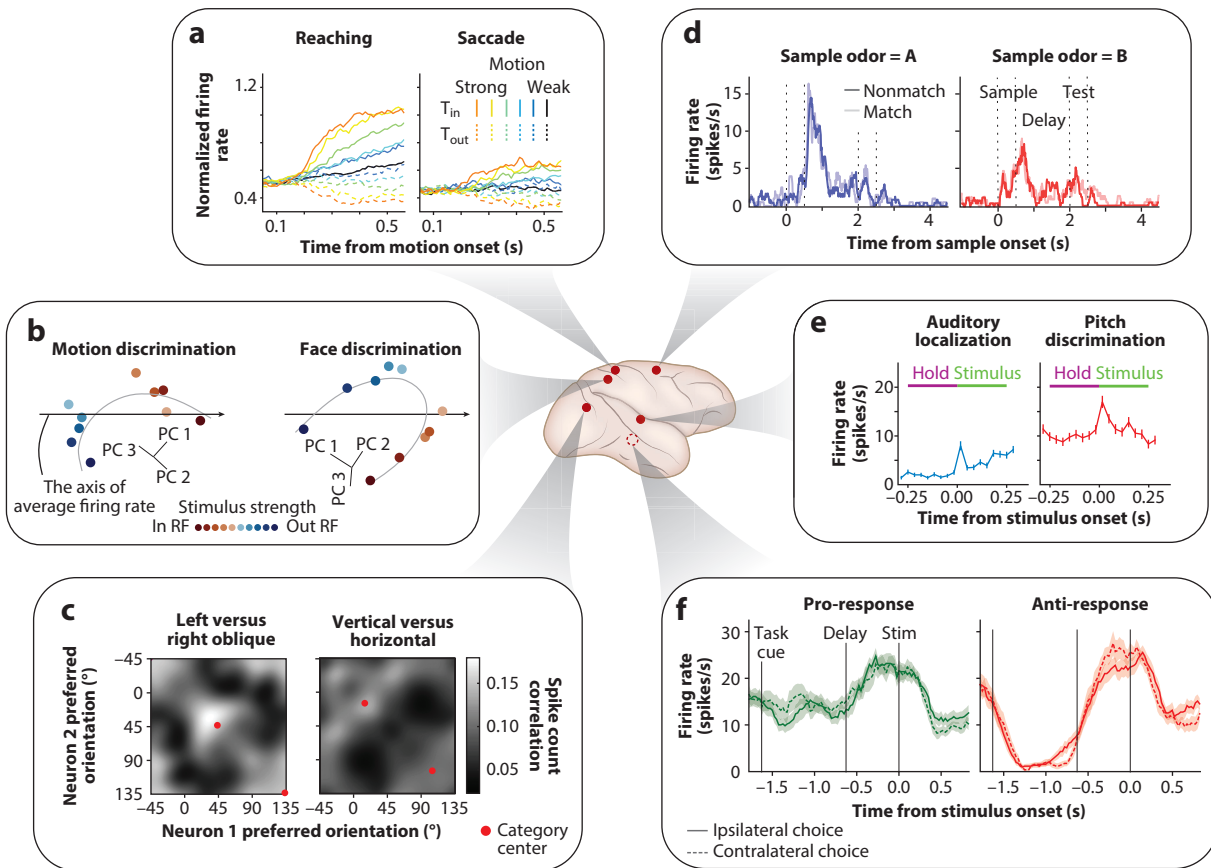 a
Reaching
Saccade
Motion
Strong
Weak
T_in
T_out
Normalized firing
rate
1.2
0.4
0.1
0.5
0.1
0.5
Time from motion onset (s)
d
Sample odor = A
Sample odor = B
Nonmatch
Match
Sample
Test
Delay
Firing rate
(spikes/s)
15
10
5
0
0
2
4
0
2
4
Time from sample onset (s)
b
Motion discrimination
Face discrimination
PC 1
PC 3
PC 2
PC 1
PC 2
PC 3
The axis of
average firing rate
Stimulus strength
In RF
Out RF
e
Auditory
localization
Pitch
discrimination
Hold
Stimulus
Hold
Stimulus
Firing rate
(spikes/s)
20
10
0
−0.25
0.00
0.25
−0.25
0.00
0.25
Time from stimulus onset (s)
c
Left versus
right oblique
Vertical versus
horizontal
Neuron 2 preferred
orientation (°)
−45
0
45
90
135
−45
0
45
90
135
−45
0
45
90
135
Neuron 1 preferred orientation (°)
Spike count
correlation
0.15
0.10
0.05
Category
center
f
Pro-response
Anti-response
Task
cue
Delay
Stim
Firing rate
(spikes/s)
30
20
10
0
−1.5
−1.0
−0.5
0.0
0.5
−1.5
−1.0
−0.5
0.0
0.5
Time from stimulus onset (s)
Ipsilateral choice
Contralateral choice